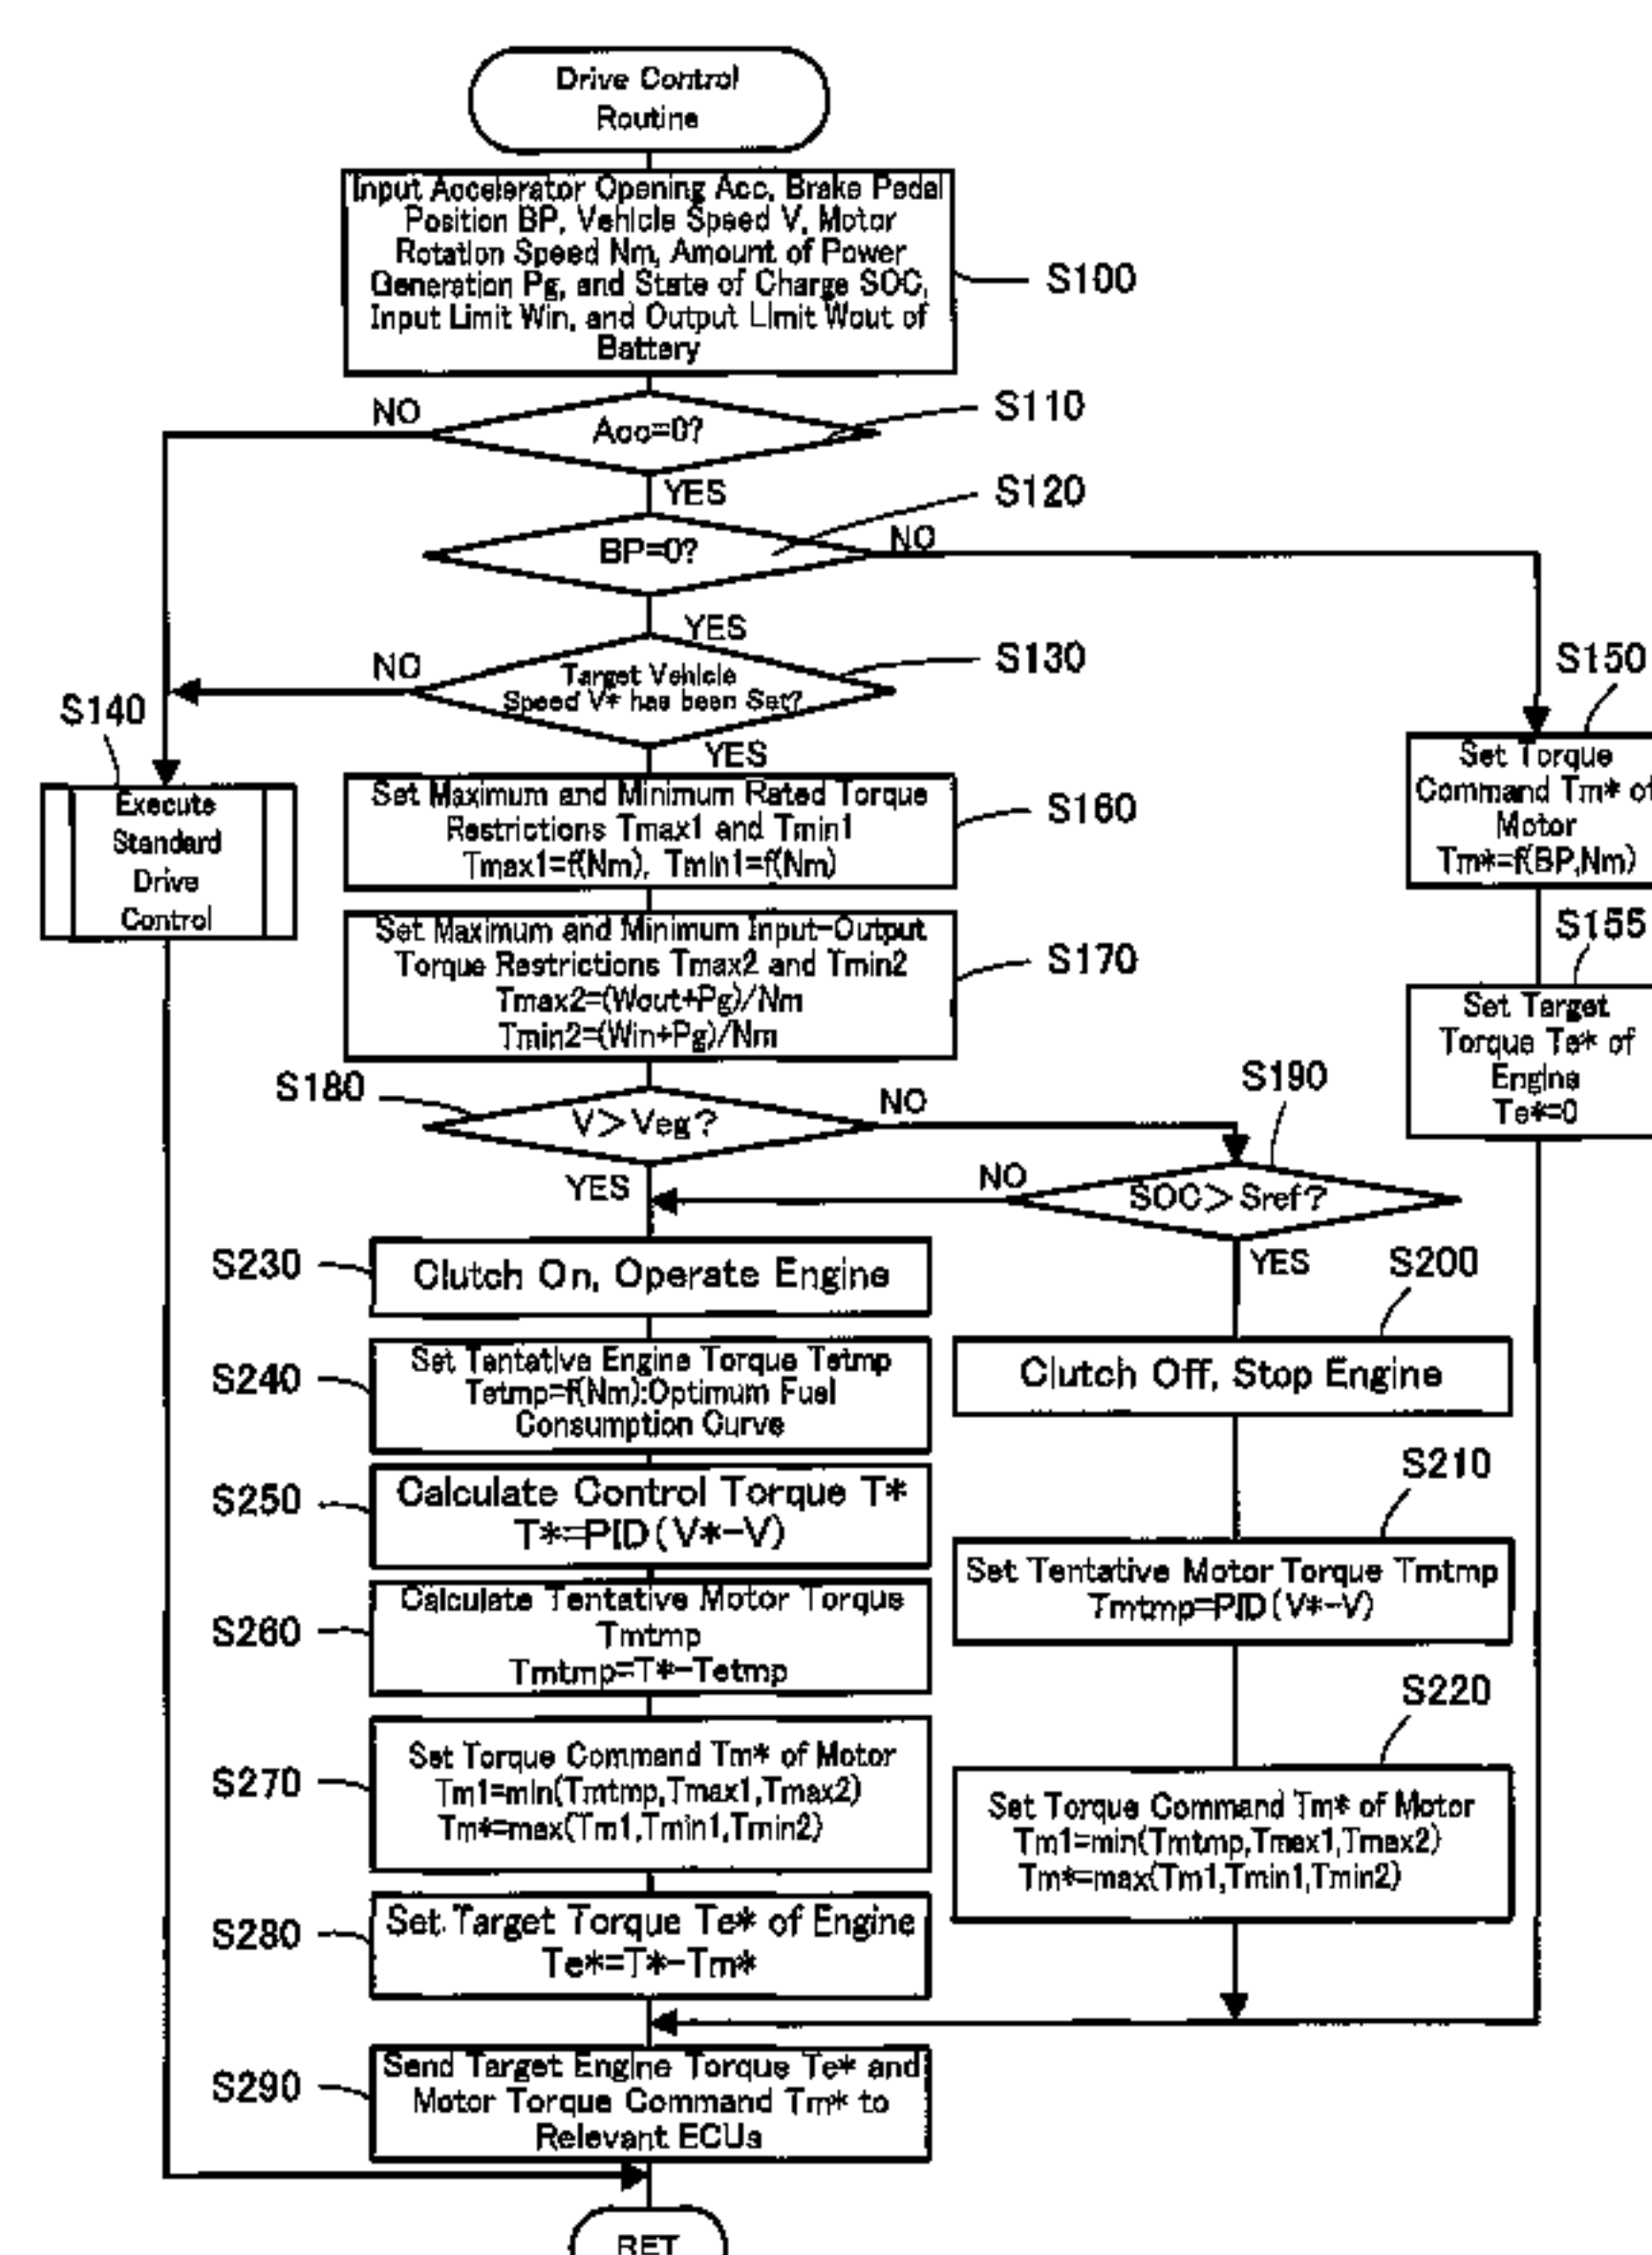 Drive Control
Routine
Input Accelerator Opening Acc, Brake Pedal
Position BP, Vehicle Speed V, Motor
Rotation Speed Nm, Amount of Power
Generation Pg, and State of Charge SOC,
Input Limit Win, and Output Limit Wout of
Battery
S100
NO
Acc=0?
S110
YES
S120
BP=0?
NO
YES
NO
Target Vehicle
Speed V* has been Set?
S130
S140
YES
S150
Execute
Standard
Drive
Control
Set Maximum and Minimum Rated Torque
Restrictions Tmax1 and Tmin1
Tmax1=f(Nm), Tmin1=f(Nm)
S160
Set Torque
Command Tm* of
Motor
Tm*=f(BP,Nm)
Set Maximum and Minimum Input-Output
Torque Restrictions Tmax2 and Tmin2
Tmax2=(Wout+Pg)/Nm
Tmin2=(Win+Pg)/Nm
S170
S155
Set Target
Torque Te* of
Engine
Te*=0
S180
V>Veg?
NO
S190
YES
NO
SOC>Sref?
YES
S230
Clutch On, Operate Engine
S200
Clutch Off, Stop Engine
S240
Set Tentative Engine Torque Tetmp
Tetmp=f(Nm):Optimum Fuel
Consumption Curve
S250
Calculate Control Torque T*
T*=PID(V*-V)
S210
Set Tentative Motor Torque Tmtmp
Tmtmp=PID(V*-V)
S260
Calculate Tentative Motor Torque
Tmtmp
Tmtmp=T*-Tetmp
S220
S270
Set Torque Command Tm* of Motor
Tm1=min(Tmtmp,Tmax1,Tmax2)
Tm*=max(Tm1,Tmin1,Tmin2)
Set Torque Command Tm* of Motor
Tm1=min(Tmtmp,Tmax1,Tmax2)
Tm*=max(Tm1,Tmin1,Tmin2)
S280
Set Target Torque Te* of Engine
Te*=T*-Tm*
S290
Send Target Engine Torque Te* and
Motor Torque Command Tm* to
Relevant ECUs
RET